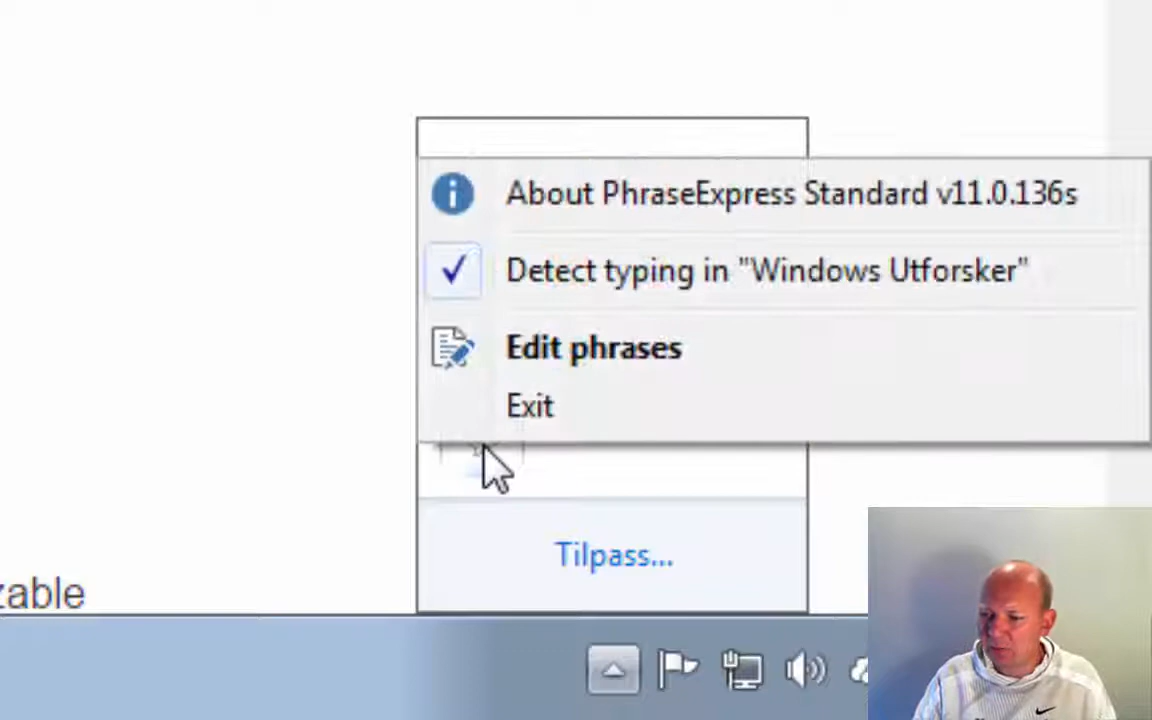 About PhraseExpress Standard v11.0.136s
Detect typing in "Windows Utforsker"
Edit phrases
Exit
Tilpass...
zable